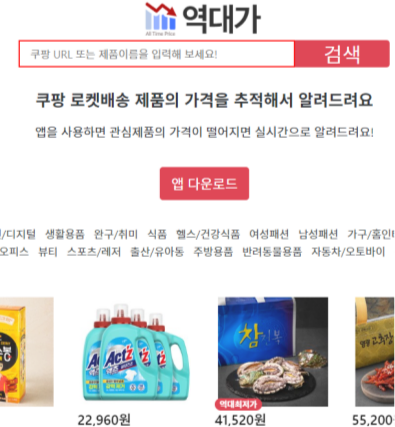 역대가
All Time Price
쿠팡 URL 또는 제품이름을 입력해 보세요!
검색
쿠팡 로켓배송 제품의 가격을 추적해서 알려드려요
앱을 사용하면 관심제품의 가격이 떨어지면 실시간으로 알려드려요!
앱 다운로드
/디지털 생활용품 완구/취미 식품 헬스/건강식품 여성패션 남성패션 가구/홈인
오피스 뷰티 스포츠/레저 출산/유아동 주방용품 반려동물용품 자동차/오토바이
Actz
역대최저가
22,960원
41,520원
55,200